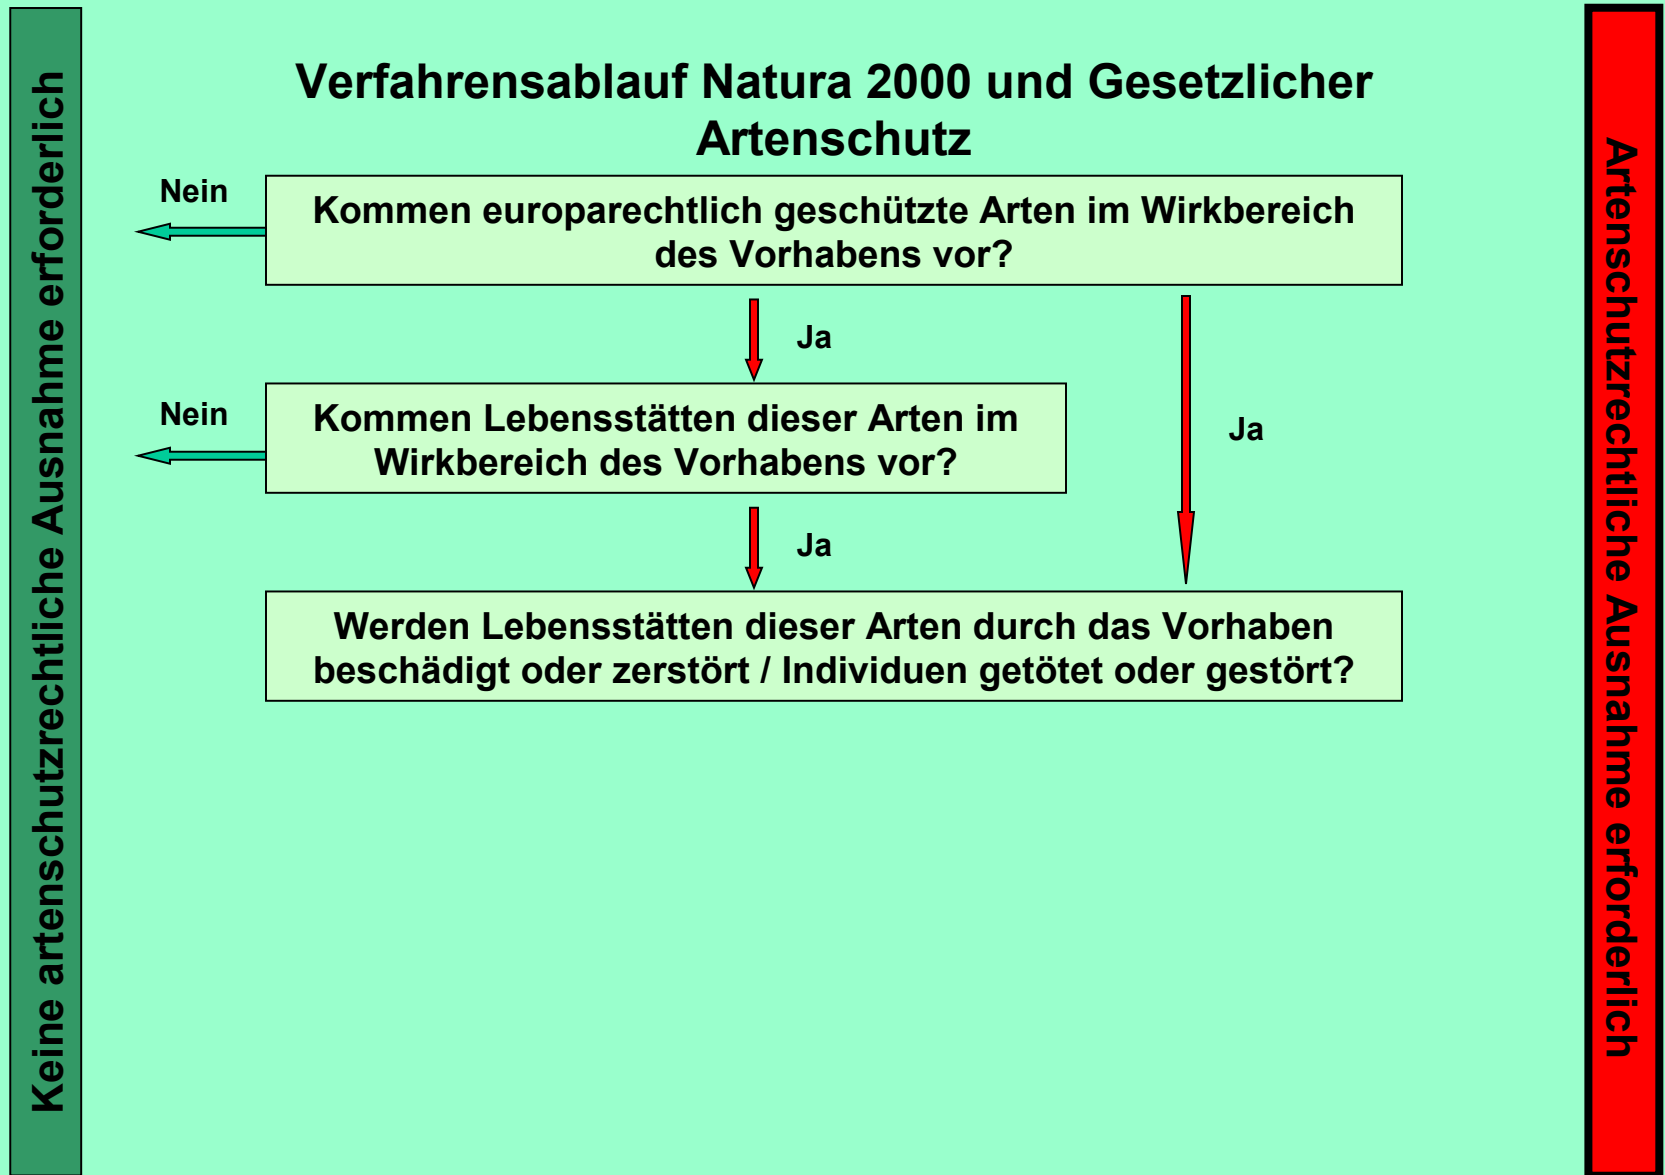 Keine artenschutzrechtliche Ausnahme erforderlich
Verfahrensablauf Natura 2000 und Gesetzlicher
Artenschutz
Nein
Kommen europarechtlich geschützte Arten im Wirkbereich
des Vorhabens vor?
Ja
Nein
Kommen Lebensstätten dieser Arten im
Wirkbereich des Vorhabens vor?
Ja
Ja
Werden Lebensstätten dieser Arten durch das Vorhaben
beschädigt oder zerstört / Individuen getötet oder gestört?
Artenschutzrechtliche Ausnahme erforderlich